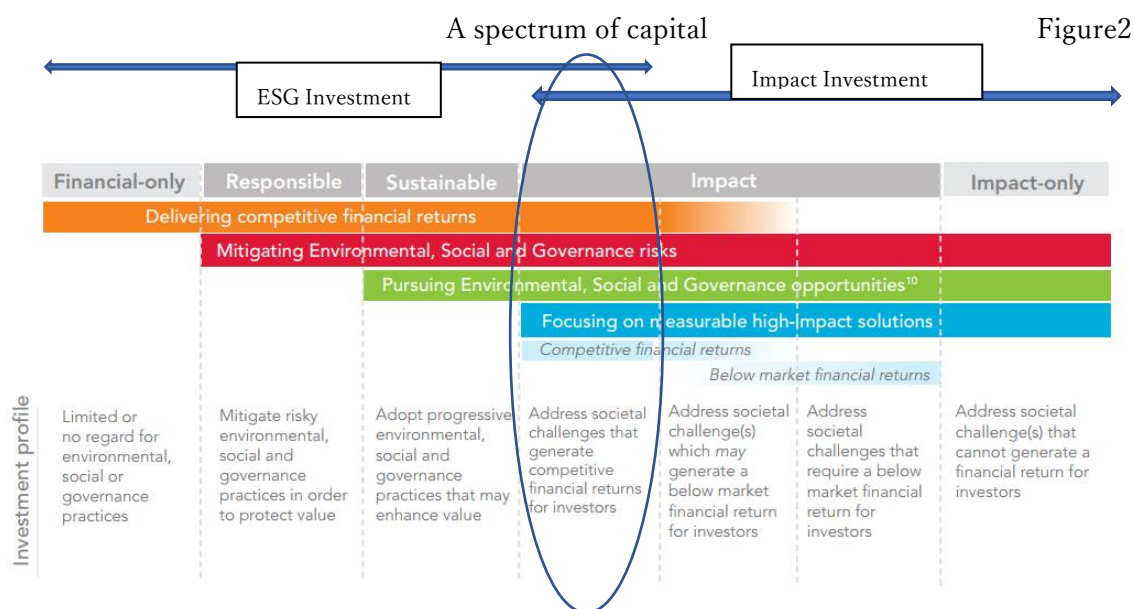 A spectrum of capital
Figure2
ESG Investment
Impact Investment
Financial-only
Responsible
Sustainable
Impact
Impact-only
Delivering competitive financial returns
Mitigating Environmental, Social and Governance risks
Pursuing Environmental, Social and Governance opportunities¹⁰
Focusing on measurable high-impact solutions
Competitive financial returns
Below market financial returns
Investment profile
Limited or
no regard for
environmental,
social or
governance
practices
Mitigate risky
environmental,
social and
governance
practices in order
to protect value
Adopt progressive
environmental,
social and
governance
practices that may
enhance value
Address societal
challenges that
generate
competitive
financial returns
for investors
Address societal
challenge(s)
which may
generate a
below market
financial return
for investors
Address
societal
challenges that
require a below
market financial
return for
investors
Address societal
challenge(s) that
cannot generate a
financial return for
investors